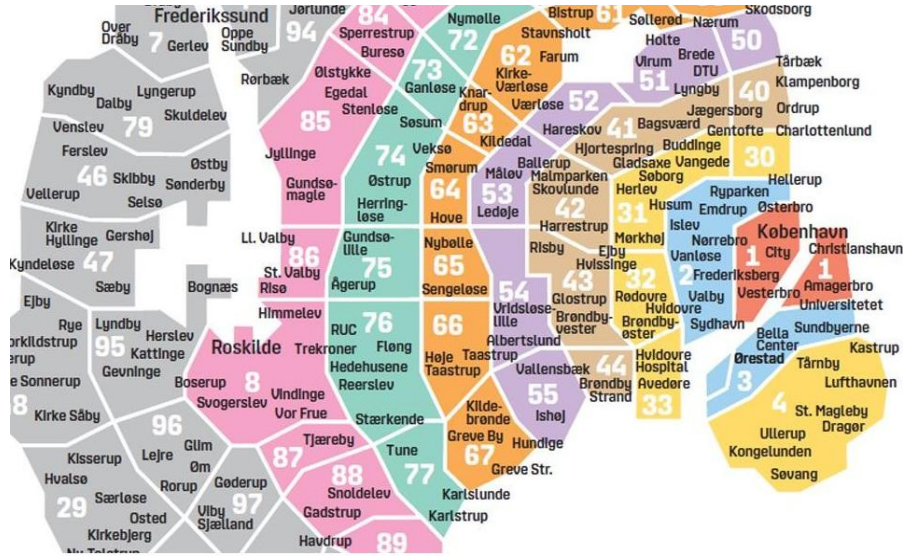 Frederikssund
Over
Dråby
7
Gerlev
Oppe
Sundby
94
Jørlunde
84
Sperrestrup
Buresø
Nymølle
72
Bistrup
61
Stavnsholt
62
Farum
Kirke-
Værløse
Søllerød
Nærum
Skodsborg
Holte
50
Virum
Brede
DTU
51
Lyngby
Tårbæk
Klampenborg
40
Ordrup
Jægersborg
Gentofte
Charlottenlund
Rørbæk
Ølstykke
Egedal
Stenløse
85
Jyllinge
Gundsø-
magle
73
Ganløse
Knar-
drup
Søsum
63
Værløse
52
Hareskov
Kildedal
41
Bagsværd
Hjortespring
Gladsaxe
Buddinge
Vangede
Søborg
30
Hellerup
Kyndby
Dalby
Lyngerup
Skuldelev
79
Venslev
Ferslev
46
Skibby
Østby
Sønderby
Vellerup
Selsø
74
Veksø
Smørum
Østrup
Herring-
løse
64
Hove
Måløv
Ballerup
53
Ledøje
Malmparken
Skovlunde
42
Harrestrup
Herlev
31
Husum
Mørkhøj
Islev
Ryparken
Emdrup
Nørrebro
Vanløse
2
Frederiksberg
Valby
Sydhavn
Østerbro
København
1
City
Vesterbro
Christianshavn
1
Amagerbro
Universitetet
Kirke
Hyllinge
Gershøj
Kyndeløse
47
Sæby
Ejby
Bognæs
Ll. Valby
86
St. Valby
Risø
Himmelev
Gundsø-
lille
75
Ågerup
Nybølle
65
Sengeløse
54
Vridsløse-
lille
Albertslund
Risby
Ejby
Hvissinge
43
Glostrup
Brøndby-
vester
32
Rødovre
Hvidovre
Brøndby-
øster
Rye
Lyndby
95
Herslev
Kattinge
Gevninge
Boserup
Kirke Såby
Roskilde
8
Svogerslev
Vindinge
Vor Frue
RUC
Trekroner
76
Fløng
Hedehusene
Reerslev
Stærkende
66
Høje
Taastrup
Taastrup
Vallensbæk
55
Ishøj
44
Brøndby
Strand
Hvidovre
Hospital
Avedøre
33
Bella
Center
Ørestad
3
Sundbyerne
Kastrup
Tårnby
Lufthavnen
4
St. Magleby
Dragør
Ullerup
Kongelunden
Søvang
96
Glim
Lejre
Øm
Rorup
Kisserup
Hvalsø
Særløse
29
Osted
Kirkebjerg
Gøderup
Viby
Sjælland
97
Tjæreby
87
88
Snoldelev
Gadstrup
Havdrup
89
Tune
77
Karlslunde
Karlstrup
Kilde-
brønde
Greve By
67
Hundige
Greve Str.